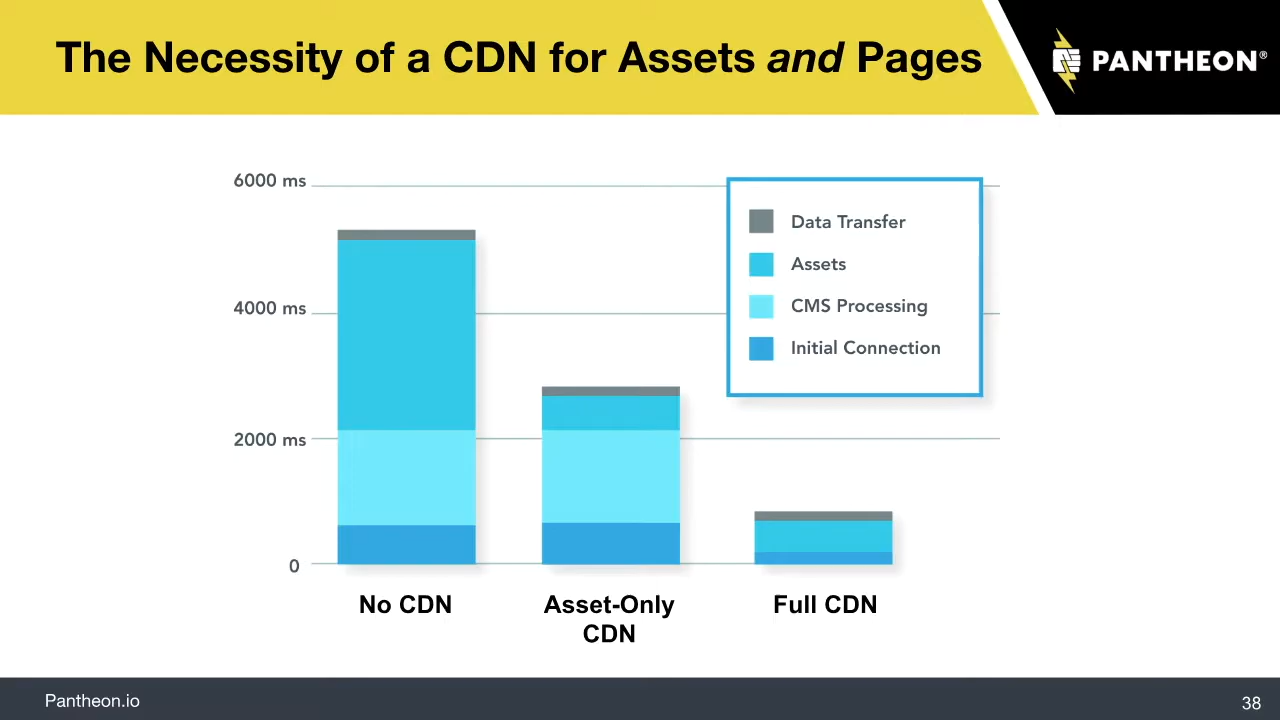 The Necessity of a CDN for Assets and Pages
PANTHEON®
6000 ms
4000 ms
2000 ms
0
Data Transfer
Assets
CMS Processing
Initial Connection
No CDN
Asset-Only
CDN
Full CDN
Pantheon.io
38